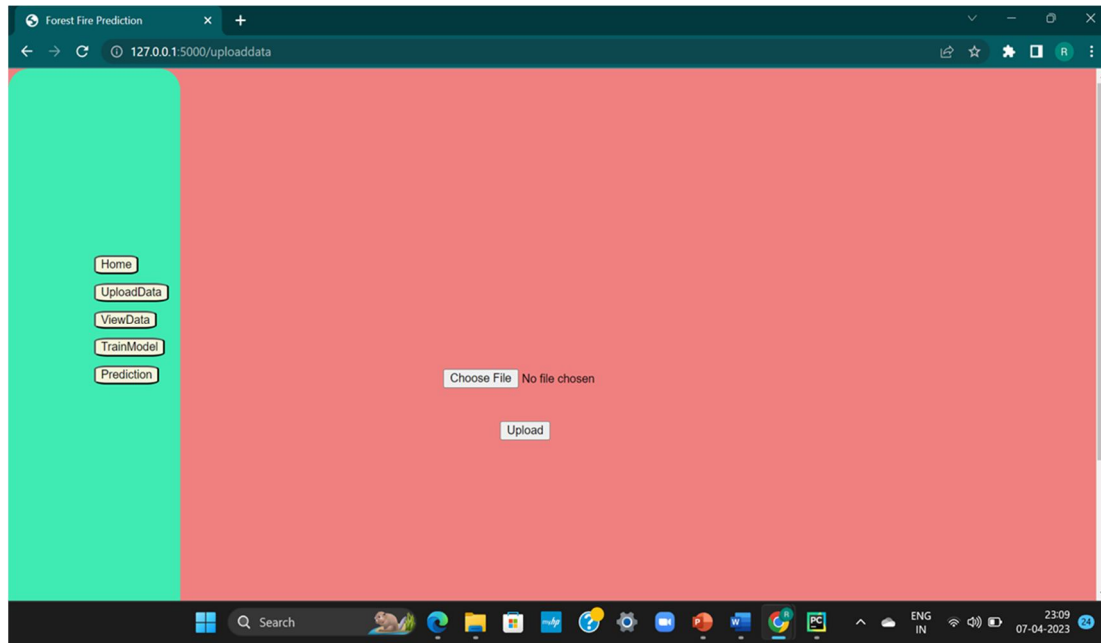 Forest Fire Prediction
127.0.0.1:5000/uploaddata
R
Home
UploadData
ViewData
TrainModel
Prediction
Choose File No file chosen
Upload
Search
R
PC
ENG
IN
23:09
07-04-2023
24